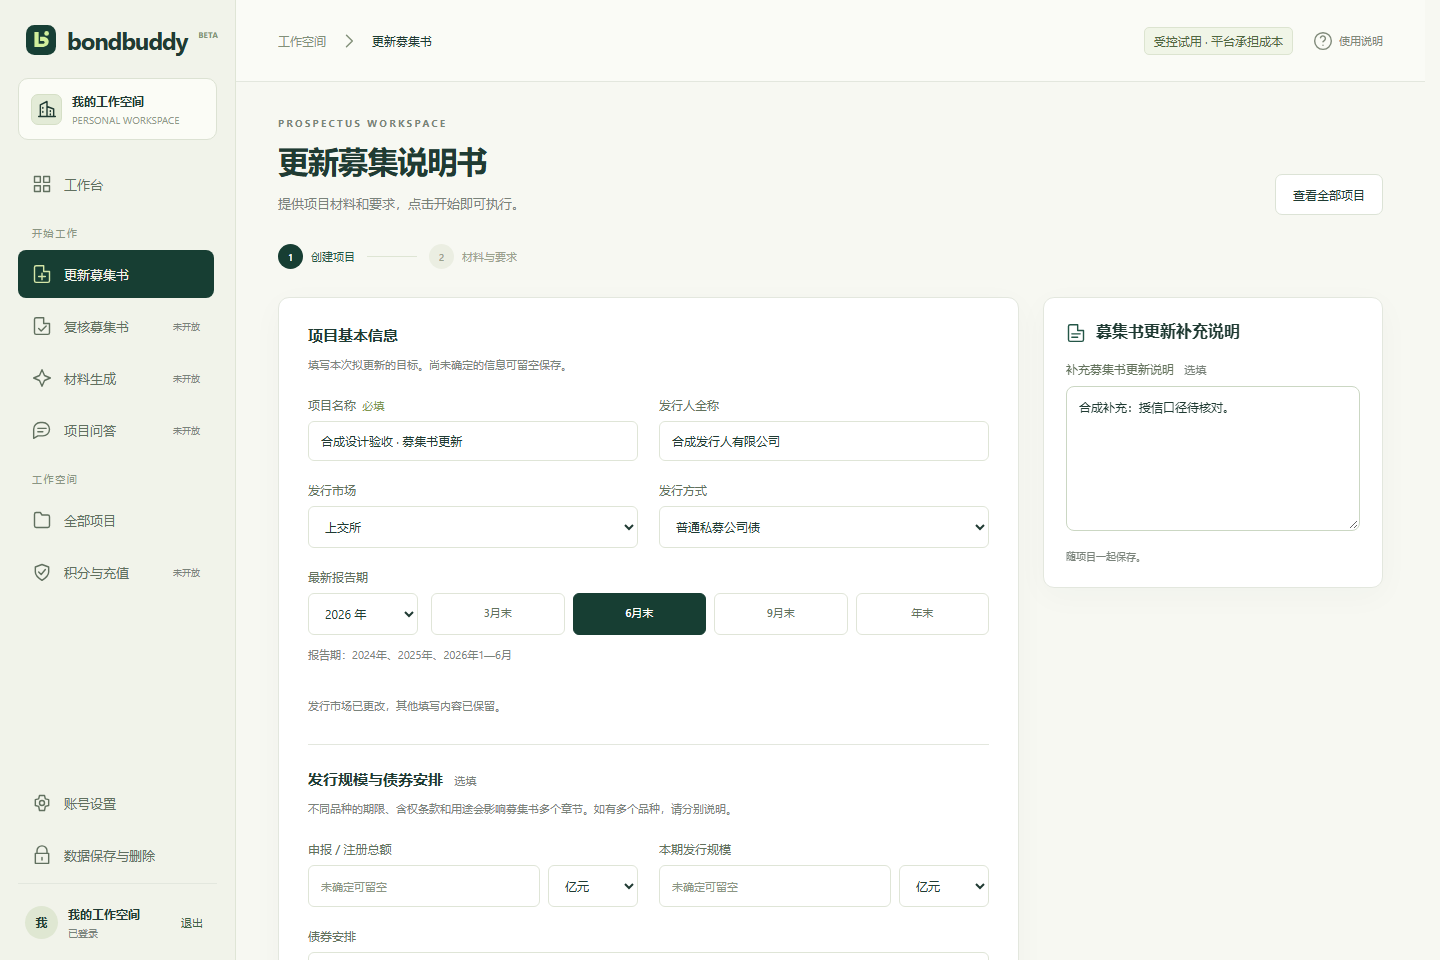 bondbuddy BETA
我的工作空间
PERSONAL WORKSPACE
工作台
开始工作
更新募集书
复核募集书 未开放
材料生成 未开放
项目问答 未开放
工作空间
全部项目
积分与充值 未开放
账号设置
数据保存与删除
我 我的工作空间 退出
已登录
工作空间 更新募集书
受控试用 · 平台承担成本 使用说明
PROSPECTUS WORKSPACE
更新募集说明书
提供项目材料和要求，点击开始即可执行。
查看全部项目
1 创建项目 2 材料与要求
项目基本信息
填写本次拟更新的目标。尚未确定的信息可留空保存。
项目名称 必填 发行人全称
合成设计验收 · 募集书更新 合成发行人有限公司
发行市场 发行方式
上交所 普通私募公司债
最新报告期
2026 年 3月末 6月末 9月末 年末
报告期：2024年、2025年、2026年1—6月
发行市场已更改，其他填写内容已保留。
发行规模与债券安排 选填
不同品种的期限、含权条款和用途会影响募集书多个章节。如有多个品种，请分别说明。
申报 / 注册总额 本期发行规模
未确定可留空 亿元 未确定可留空 亿元
债券安排
募集书更新补充说明
补充募集书更新说明 选填
合成补充：授信口径待核对。
随项目一起保存。